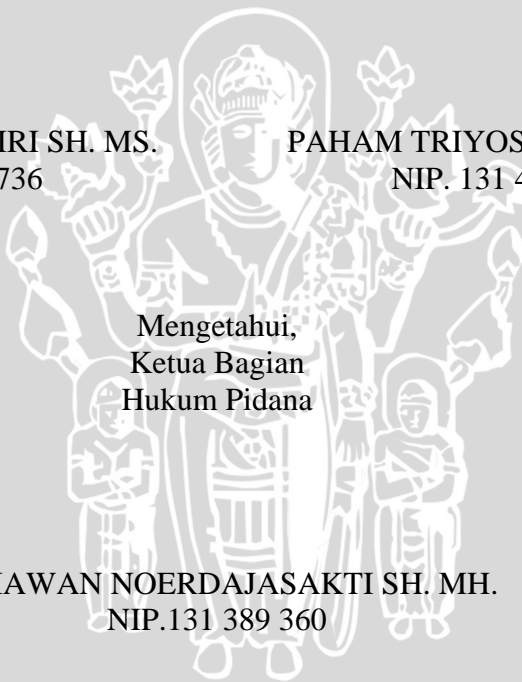 IRI SH. MS. PAHAM TRIYOS
736 NIP. 131 4
Mengetahui,
Ketua Bagian
Hukum Pidana
AWAN NOERDAJASAKTI SH. MH.
NIP.131 389 360